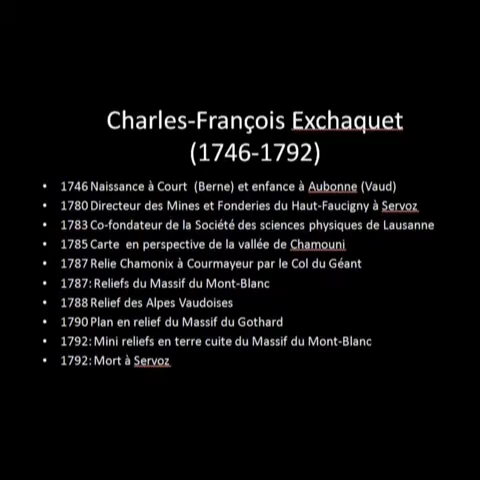 Charles-François Exchaquet
(1746-1792)
• 1746 Naissance à Court (Berne) et enfance à Aubonne (Vaud)
• 1780 Directeur des Mines et Fonderies du Haut-Faucigny à Servoz
• 1783 Co-fondateur de la Société des sciences physiques de Lausanne
• 1785 Carte en perspective de la vallée de Chamouni
• 1787 Relie Chamonix à Courmayeur par le Col du Géant
• 1787: Reliefs du Massif du Mont-Blanc
• 1788 Relief des Alpes Vaudoises
• 1790 Plan en relief du Massif du Gothard
• 1792: Mini reliefs en terre cuite du Massif du Mont-Blanc
• 1792: Mort à Servoz